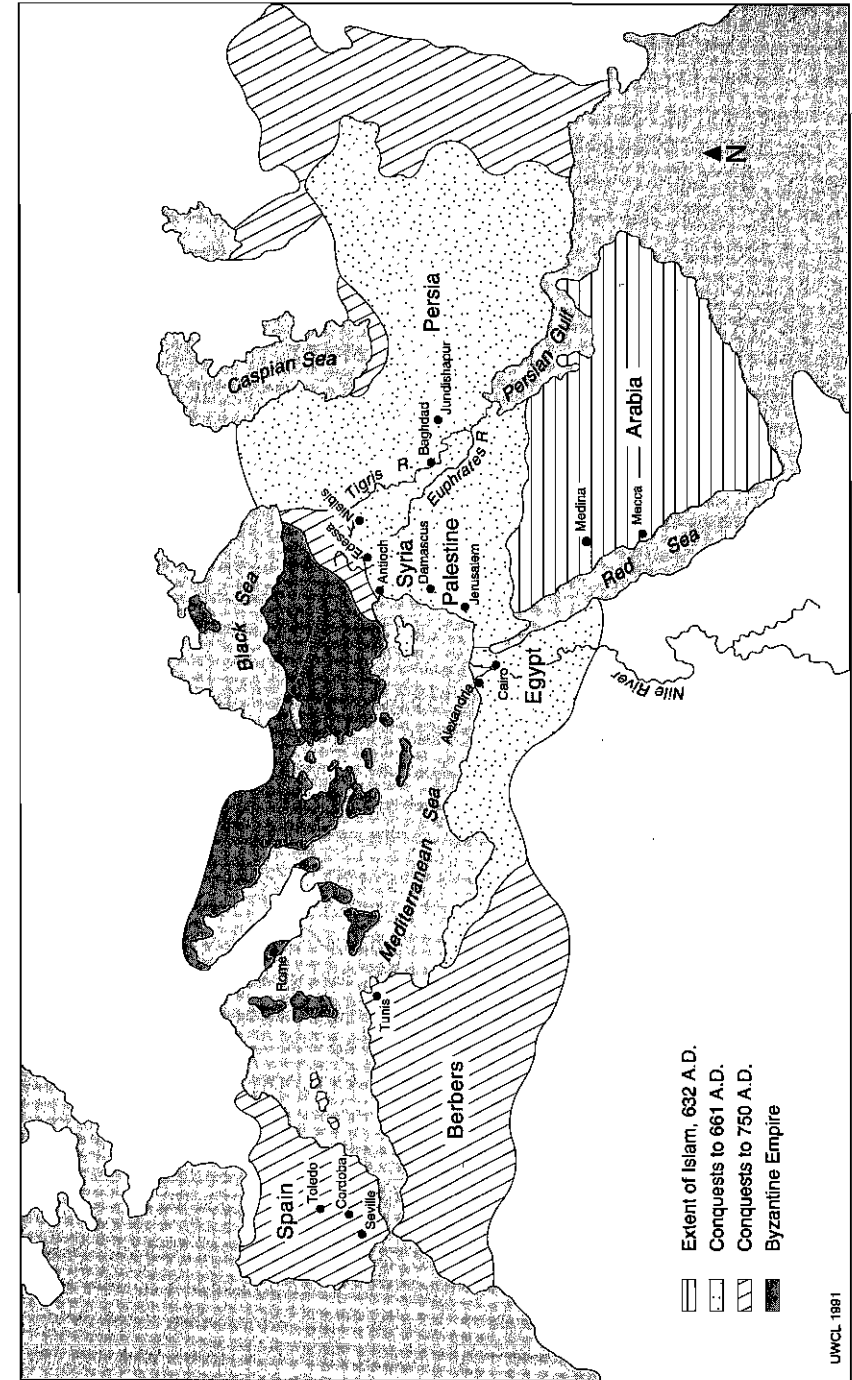 Spain
Toledo
Cordoba
Seville
Berbers
Tunis
Rome
Mediterranean Sea
Black Sea
Caspian Sea
Alexandria
Cairo
Egypt
Nile River
Red Sea
Antioch
Edessa
Nisibis
Syria
Damascus
Palestine
Jerusalem
Tigris R.
Euphrares R.
Baghdad
Jundishapur
Persia
Persian Gulf
Medina
Mecca
Arabia
N
Extent of Islam, 632 A.D.
Conquests to 661 A.D.
Conquests to 750 A.D.
Byzantine Empire
UWCL 1991